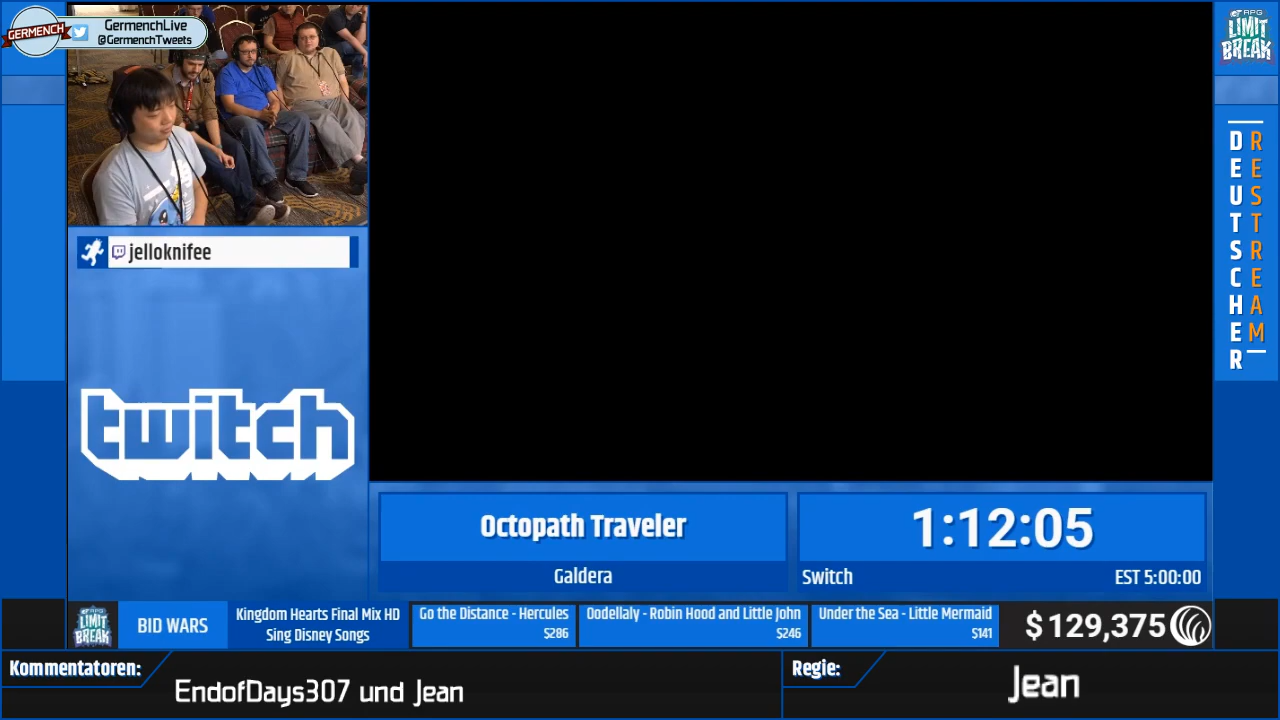 GERMENCH
GermenchLive
@GermenchTweets
RPG
LIMIT
BREAK
DEUTSCHER
RESTREAM
jelloknifee
twitch
Octopath Traveler
Galdera
1:12:05
Switch
EST 5:00:00
RPG
LIMIT
BREAK
BID WARS
Kingdom Hearts Final Mix HD
Sing Disney Songs
Go the Distance - Hercules
$286
Oodellaly - Robin Hood and Little John
$246
Under the Sea - Little Mermaid
$141
$129,375
Kommentatoren:
EndofDays307 und Jean
Regie:
Jean